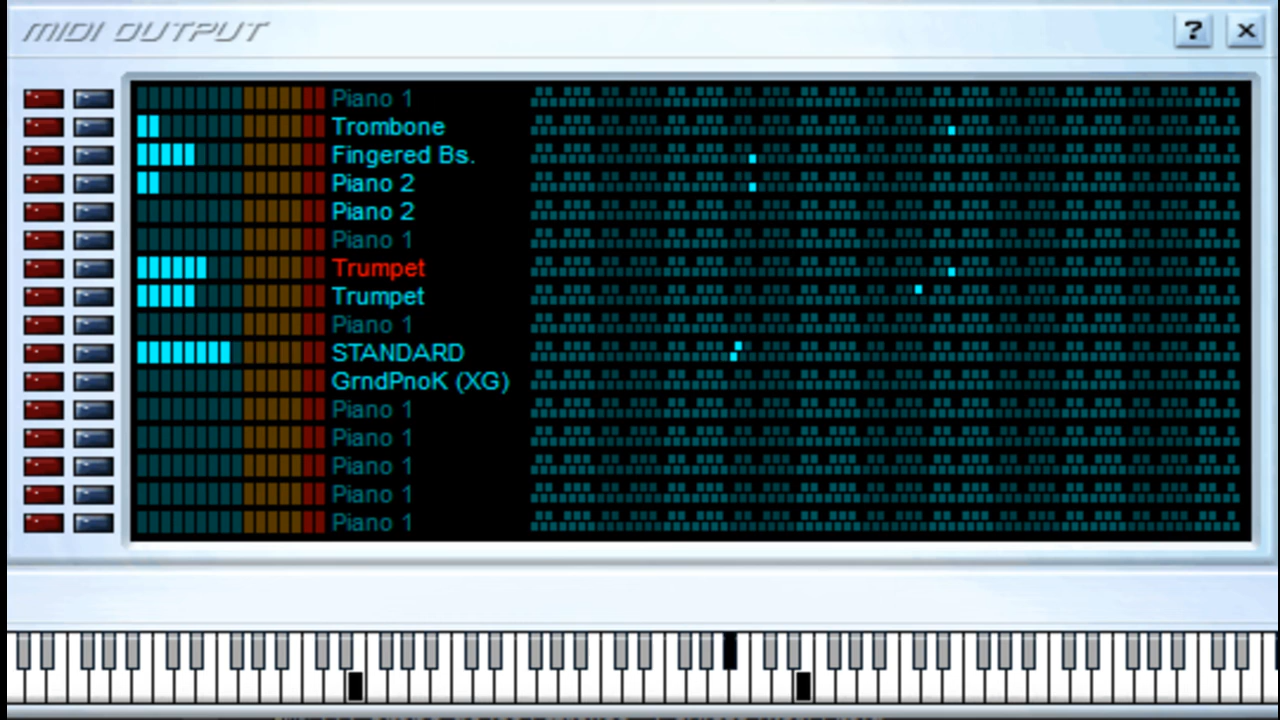 MIDI OUTPUT
? ×
Piano 1
Trombone
Fingered Bs.
Piano 2
Piano 2
Piano 1
Trumpet
Trumpet
Piano 1
STANDARD
GrndPnoK (XG)
Piano 1
Piano 1
Piano 1
Piano 1
Piano 1